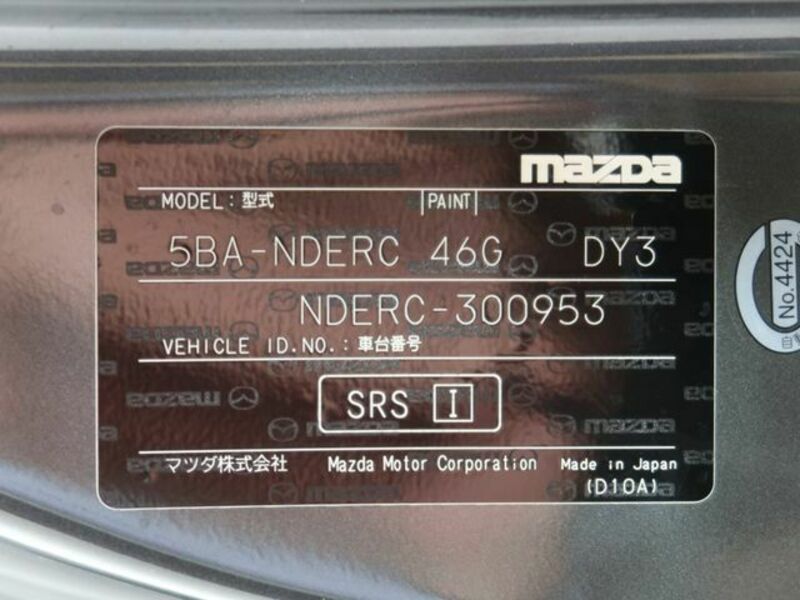 mazda
MODEL：型式 |PAINT|
5BA-NDERC 46G DY3
NDERC-300953
VEHICLE ID.NO.：車台番号
SRS I
マツダ株式会社 Mazda Motor Corporation Made in Japan
(D10A)
No.4424
自